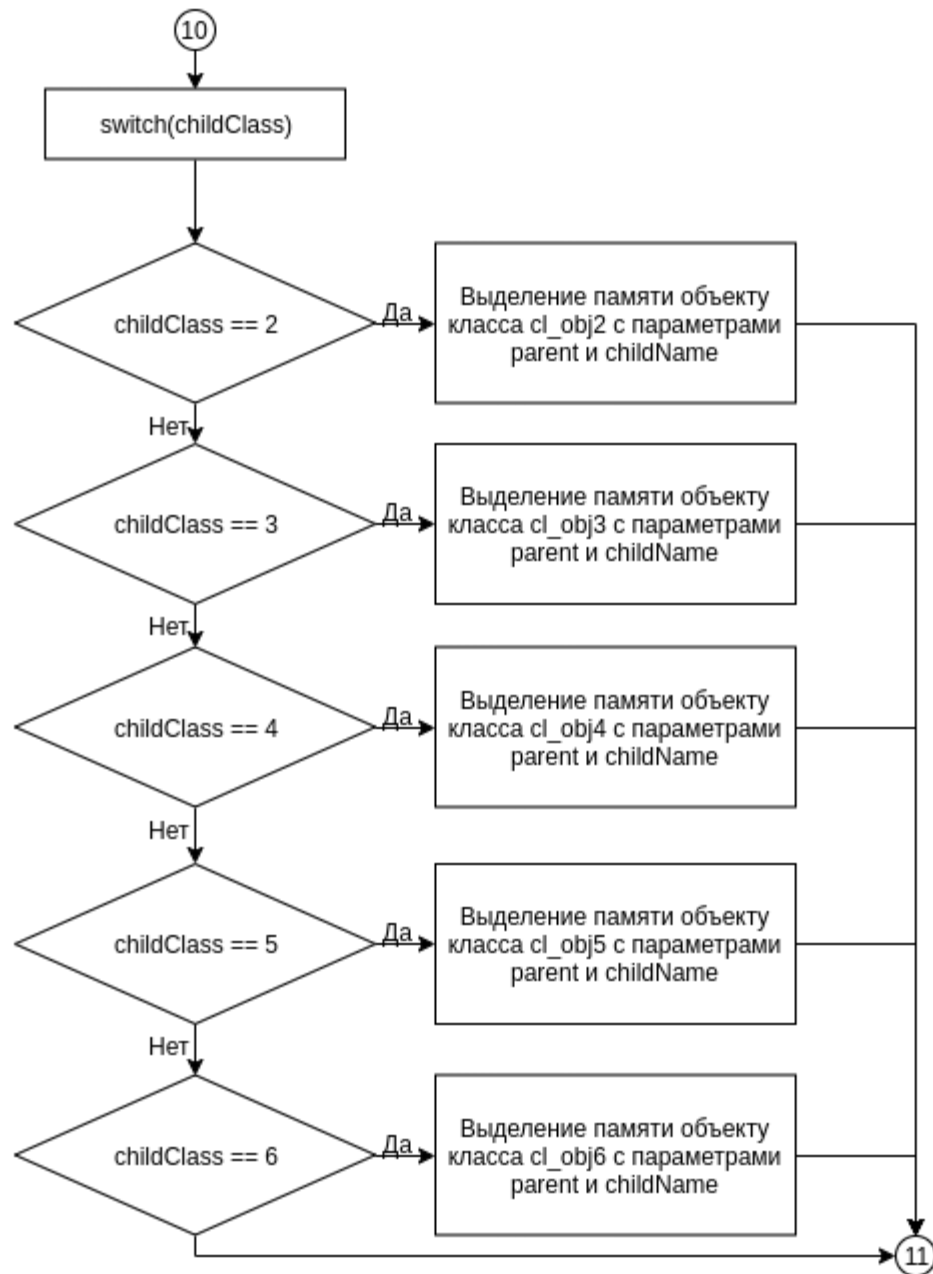 10
switch(childClass)
childClass == 2
Да
Выделение памяти объекту
класса cl_obj2 с параметрами
parent и childName
Нет
childClass == 3
Да
Выделение памяти объекту
класса cl_obj3 с параметрами
parent и childName
Нет
childClass == 4
Да
Выделение памяти объекту
класса cl_obj4 с параметрами
parent и childName
Нет
childClass == 5
Да
Выделение памяти объекту
класса cl_obj5 с параметрами
parent и childName
Нет
childClass == 6
Да
Выделение памяти объекту
класса cl_obj6 с параметрами
parent и childName
11